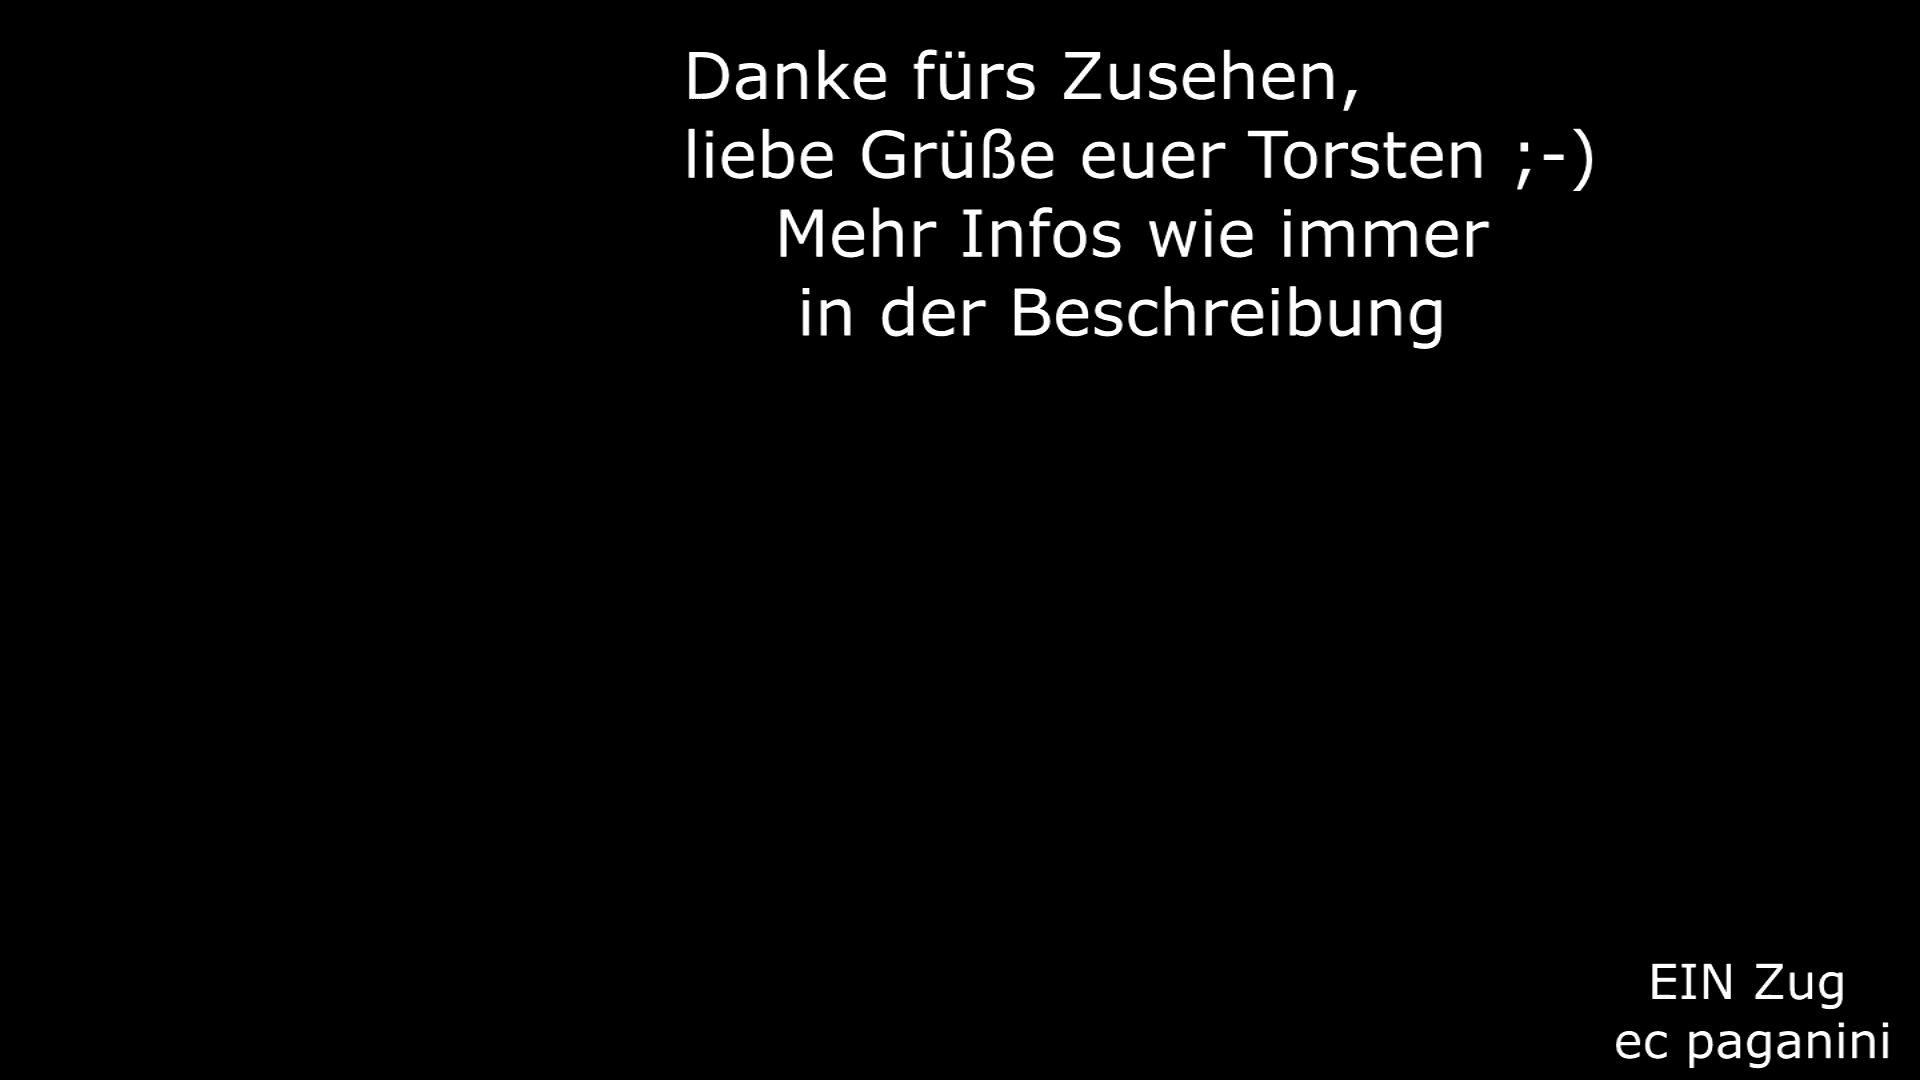 Danke fürs Zusehen,
liebe Grüße euer Torsten ;-)
Mehr Infos wie immer
in der Beschreibung
EIN Zug
ec paganini